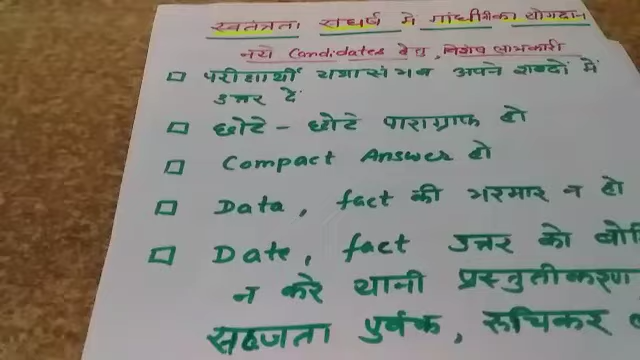 स्वतंत्रता संघर्ष में गांधीजी का योगदान
नये Candidates हेतु, विशेष लाभकारी
परीक्षार्थी यथासंभव अपने शब्दों में
उत्तर दें
छोटे - छोटे पाराग्राफ हो
Compact Answer हो
Data, fact की भरमार न हो
Date, fact उत्तर को
न करे यानी प्रस्तुतीकरण
सहजता पुर्वक, रुचिकर